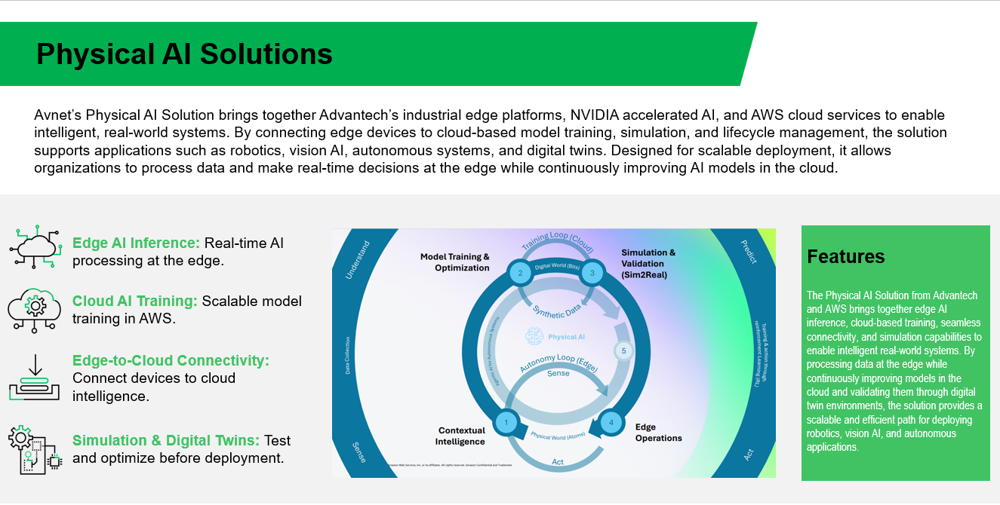 Physical AI Solutions
Avnet’s Physical AI Solution brings together Advantech’s industrial edge platforms, NVIDIA accelerated AI, and AWS cloud services to enable
intelligent, real-world systems. By connecting edge devices to cloud-based model training, simulation, and lifecycle management, the solution
supports applications such as robotics, vision AI, autonomous systems, and digital twins. Designed for scalable deployment, it allows
organizations to process data and make real-time decisions at the edge while continuously improving AI models in the cloud.
Edge AI Inference: Real-time AI
processing at the edge.
Cloud AI Training: Scalable model
training in AWS.
Edge-to-Cloud Connectivity:
Connect devices to cloud
intelligence.
Simulation & Digital Twins: Test
and optimize before deployment.
Understand
Data Collection
Sense
Model Training &
Optimization
Training Loop (Cloud)
Digital World (Bits)
2
3
Simulation &
Validation
(Sim2Real)
Synthetic Data
Agentic AI for Autonomous Systems
Physical AI
5
Autonomy Loop (Edge)
Sense
1
4
Contextual
Intelligence
Physical World (Atoms)
Edge
Operations
Act
Predict
Training & action through
reinforcement Learning (RL)
Act
Web Services, Inc. or its affiliates. All rights reserved. Amazon Confidential and Trademark.
Features
The Physical AI Solution from Advantech
and AWS brings together edge AI
inference, cloud-based training, seamless
connectivity, and simulation capabilities to
enable intelligent real-world systems. By
processing data at the edge while
continuously improving models in the
cloud and validating them through digital
twin environments, the solution provides a
scalable and efficient path for deploying
robotics, vision AI, and autonomous
applications.